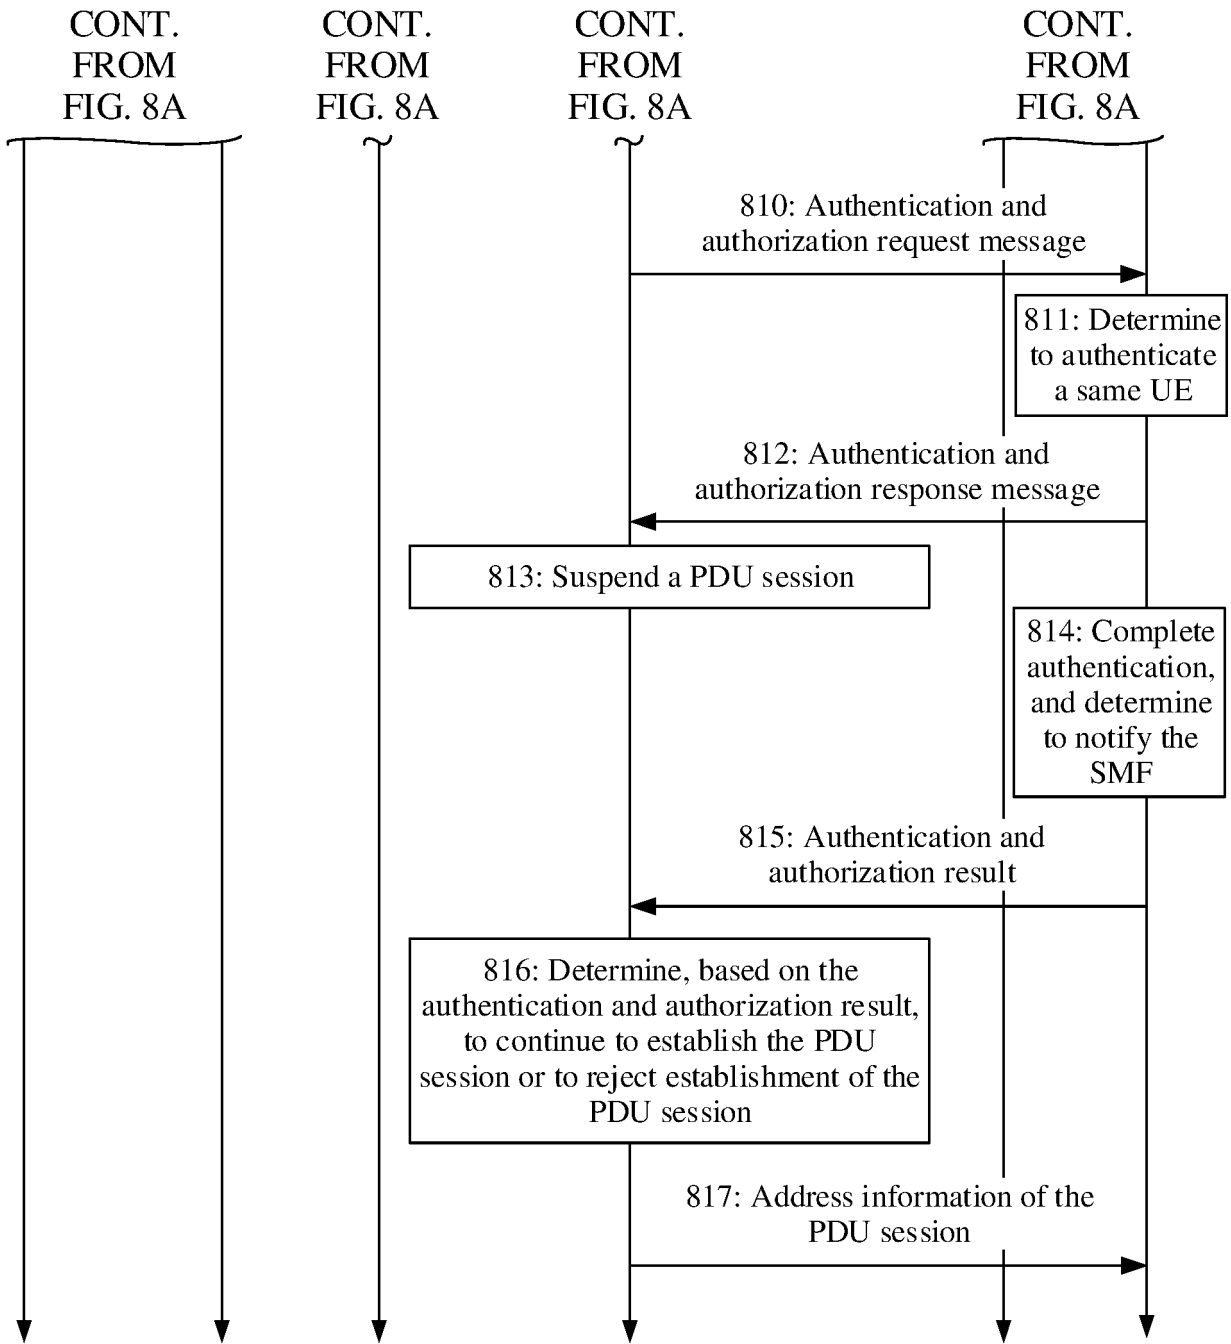 CONT.
FROM
FIG. 8A
CONT.
FROM
FIG. 8A
CONT.
FROM
FIG. 8A
CONT.
FROM
FIG. 8A
810: Authentication and
authorization request message
811: Determine
to authenticate
a same UE
812: Authentication and
authorization response message
813: Suspend a PDU session
814: Complete
authentication,
and determine
to notify the
SMF
815: Authentication and
authorization result
816: Determine, based on the
authentication and authorization result,
to continue to establish the PDU
session or to reject establishment of the
PDU session
817: Address information of the
PDU session